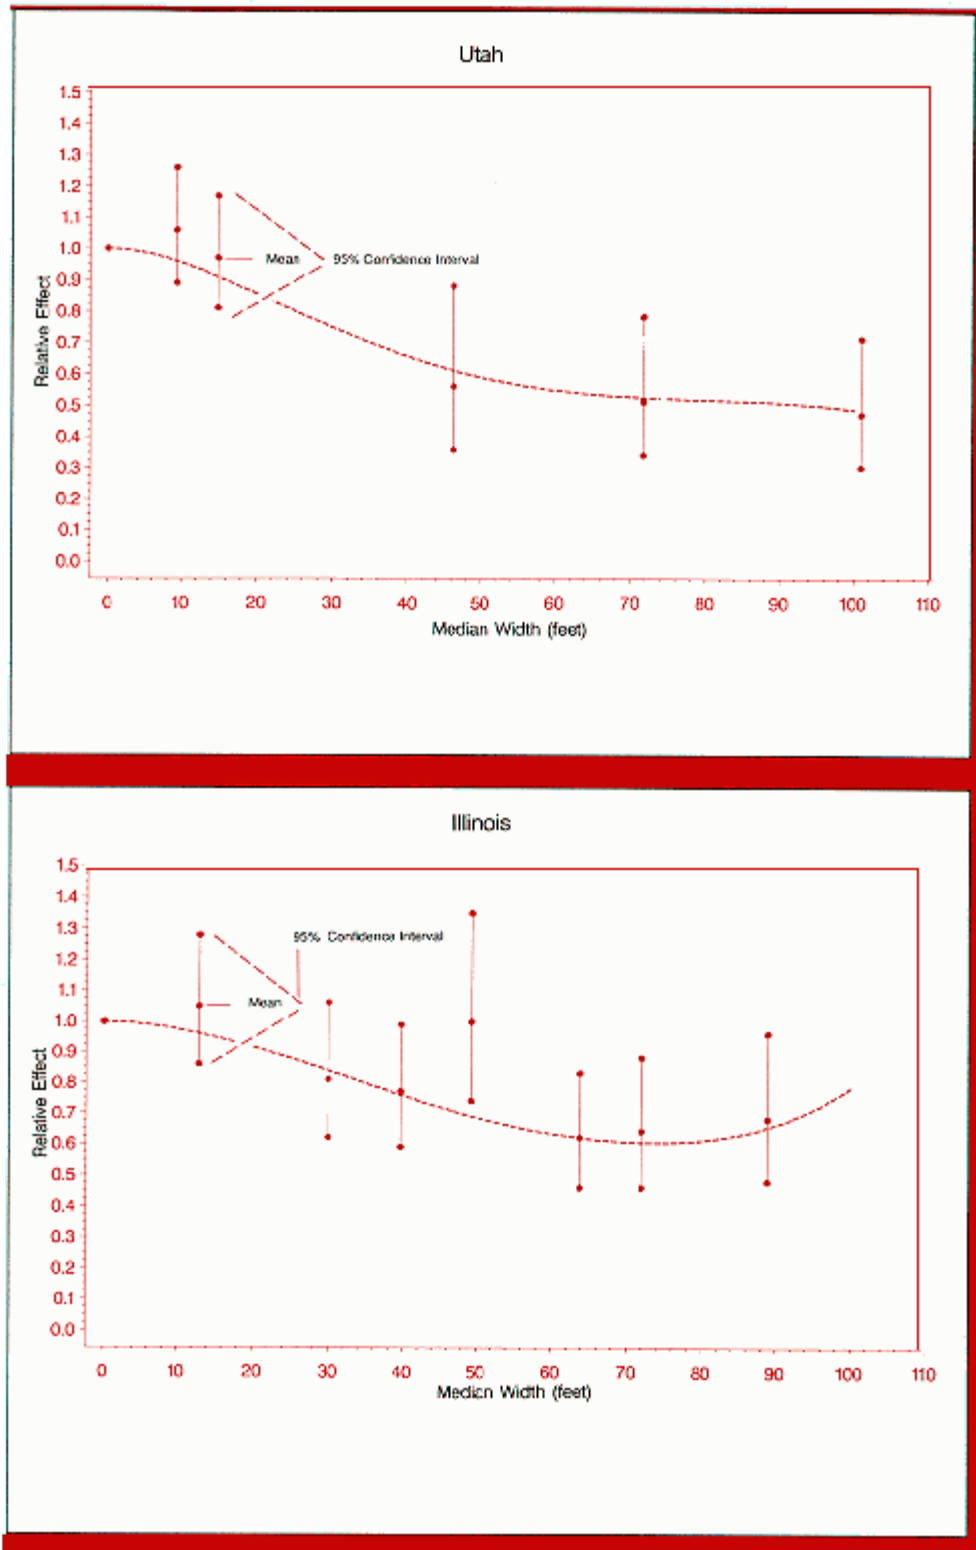 Utah
1.5
1.4
1.3
1.2
1.1
1.0
0.9
0.8
0.7
0.6
0.5
0.4
0.3
0.2
0.1
0.0
Relative Effect
Mean
95% Confidence Interval
0 10 20 30 40 50 60 70 80 90 100 110
Median Width (feet)
Illinois
1.5
1.4
1.3
1.2
1.1
1.0
0.9
0.8
0.7
0.6
0.5
0.4
0.3
0.2
0.1
0.0
Relative Effect
95% Confidence Interval
Mean
0 10 20 30 40 50 60 70 80 90 100 110
Median Width (feet)